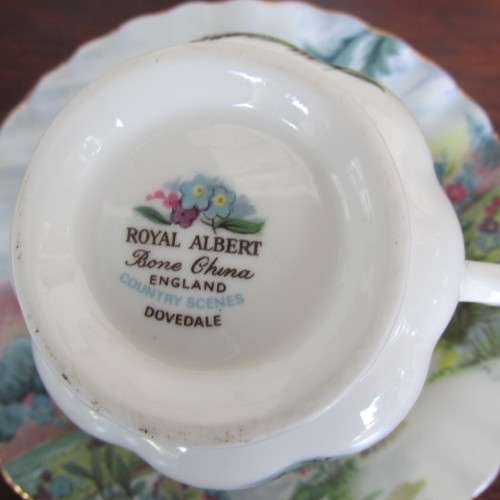 ROYAL ALBERT
Bone China
ENGLAND
COUNTRY SCENES
DOVEDALE